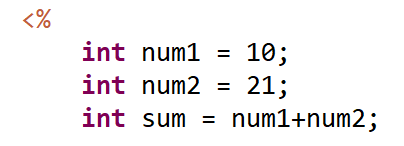 <%
int num1 = 10;
int num2 = 21;
int sum = num1+num2;